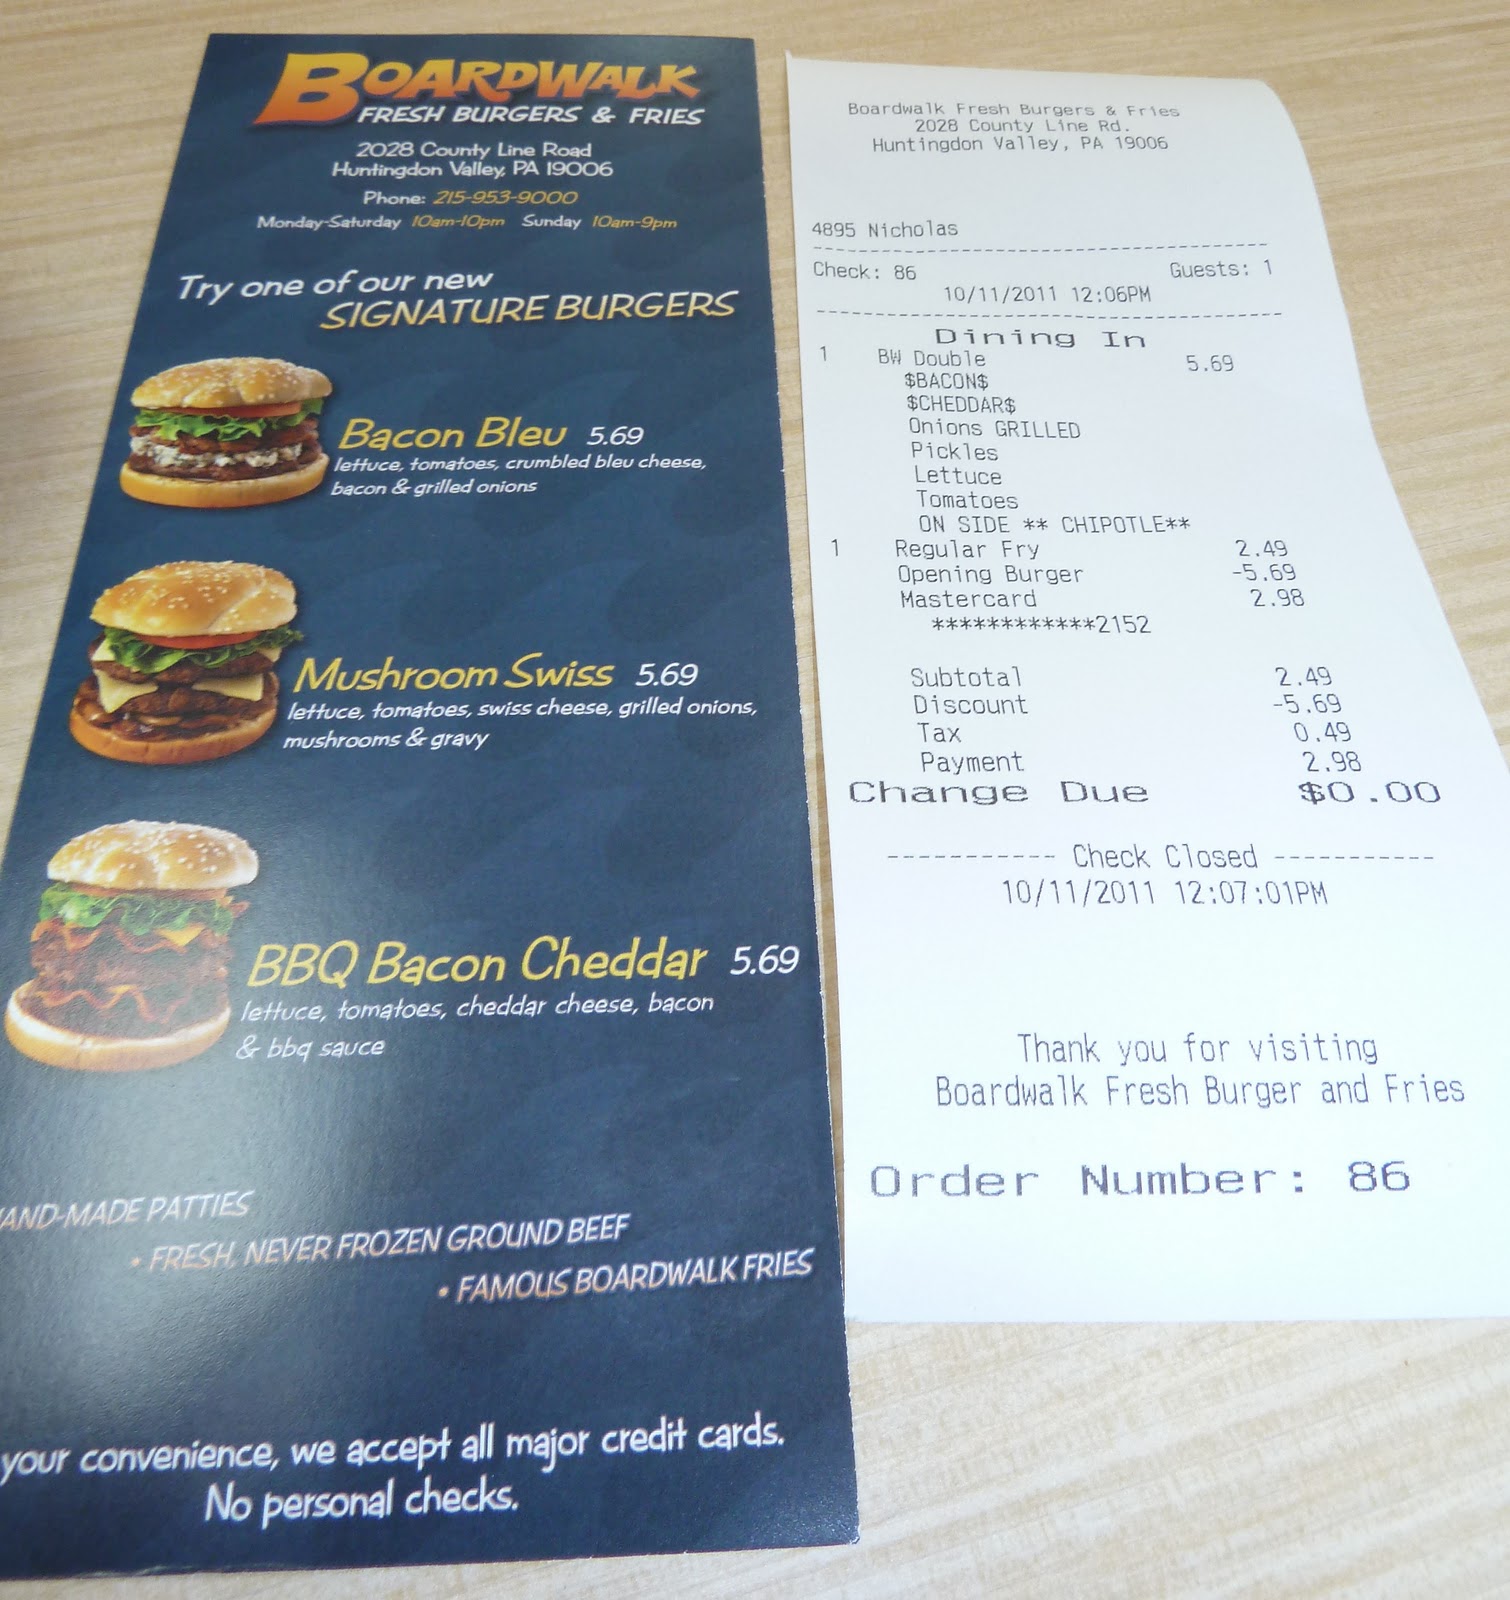 BOARDWALK
FRESH BURGERS & FRIES
2028 County Line Road
Huntingdon Valley, PA 19006
Phone: 215-953-9000
Monday-Saturday 10am-10pm Sunday 10am-9pm
Try one of our new
SIGNATURE BURGERS
Bacon Bleu 5.69
lettuce, tomatoes, crumbled bleu cheese,
bacon & grilled onions
Mushroom Swiss 5.69
lettuce, tomatoes, swiss cheese, grilled onions,
mushrooms & gravy
BBQ Bacon Cheddar 5.69
lettuce, tomatoes, cheddar cheese, bacon
& bbq sauce
AND-MADE PATTIES
• FRESH, NEVER FROZEN GROUND BEEF
• FAMOUS BOARDWALK FRIES
your convenience, we accept all major credit cards.
No personal checks.
Boardwalk Fresh Burgers & Fries
2028 County Line Rd.
Huntingdon Valley, PA 19006
4895 Nicholas
Check: 86 Guests: 1
10/11/2011 12:06PM
Dining In
1 BW Double 5.69
$BACON$
$CHEDDAR$
Onions GRILLED
Pickles
Lettuce
Tomatoes
ON SIDE ** CHIPOTLE**
1 Regular Fry 2.49
Opening Burger -5.69
Mastercard 2.98
************2152
Subtotal 2.49
Discount -5.69
Tax 0.49
Payment 2.98
Change Due $0.00
----------- Check Closed -----------
10/11/2011 12:07:01PM
Thank you for visiting
Boardwalk Fresh Burger and Fries
Order Number: 86